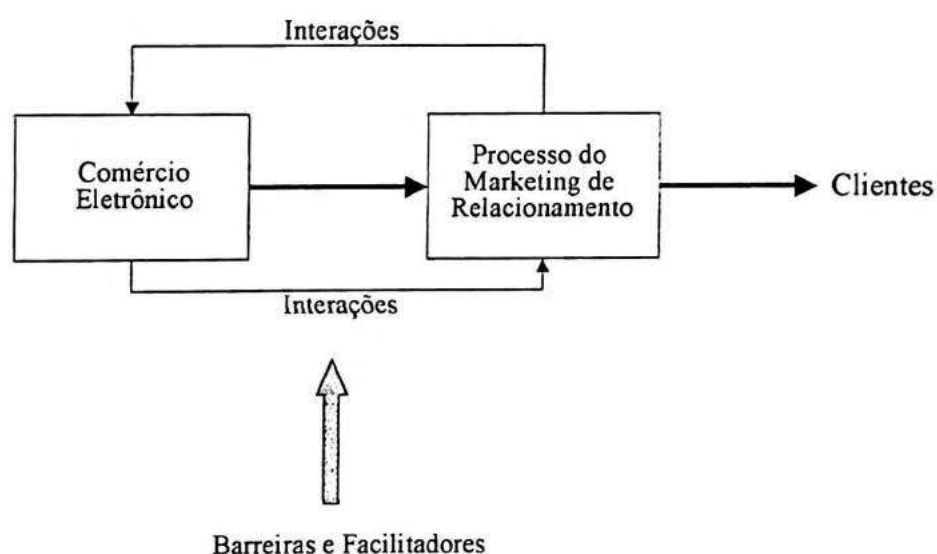 Interações
Comércio
Eletrônico
Processo do
Marketing de
Relacionamento
Clientes
Interações
Barreiras e Facilitadores